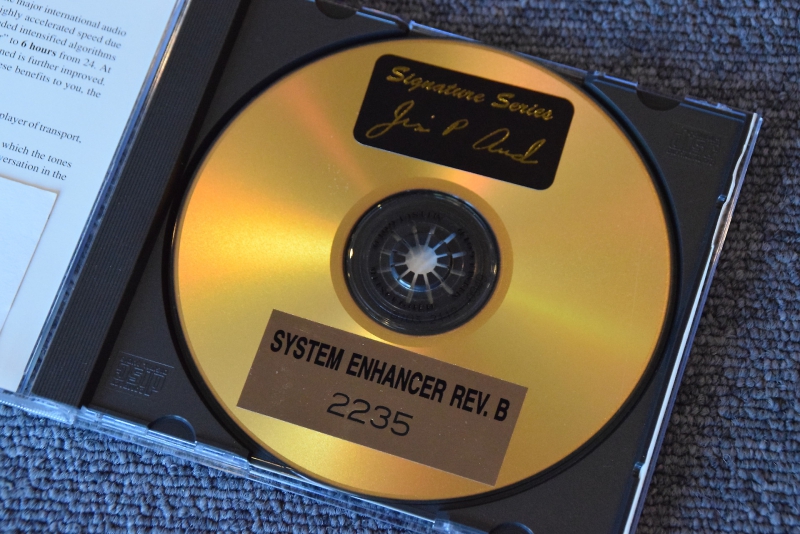 e major international audio
ghly accelerated speed due
ded intensified algorithms
" to 6 hours from 24. At
ned is further improved.
se benefits to you, the
player of transport,
which the tones
versation in the
Signature Series
SYSTEM ENHANCER REV. B
2235